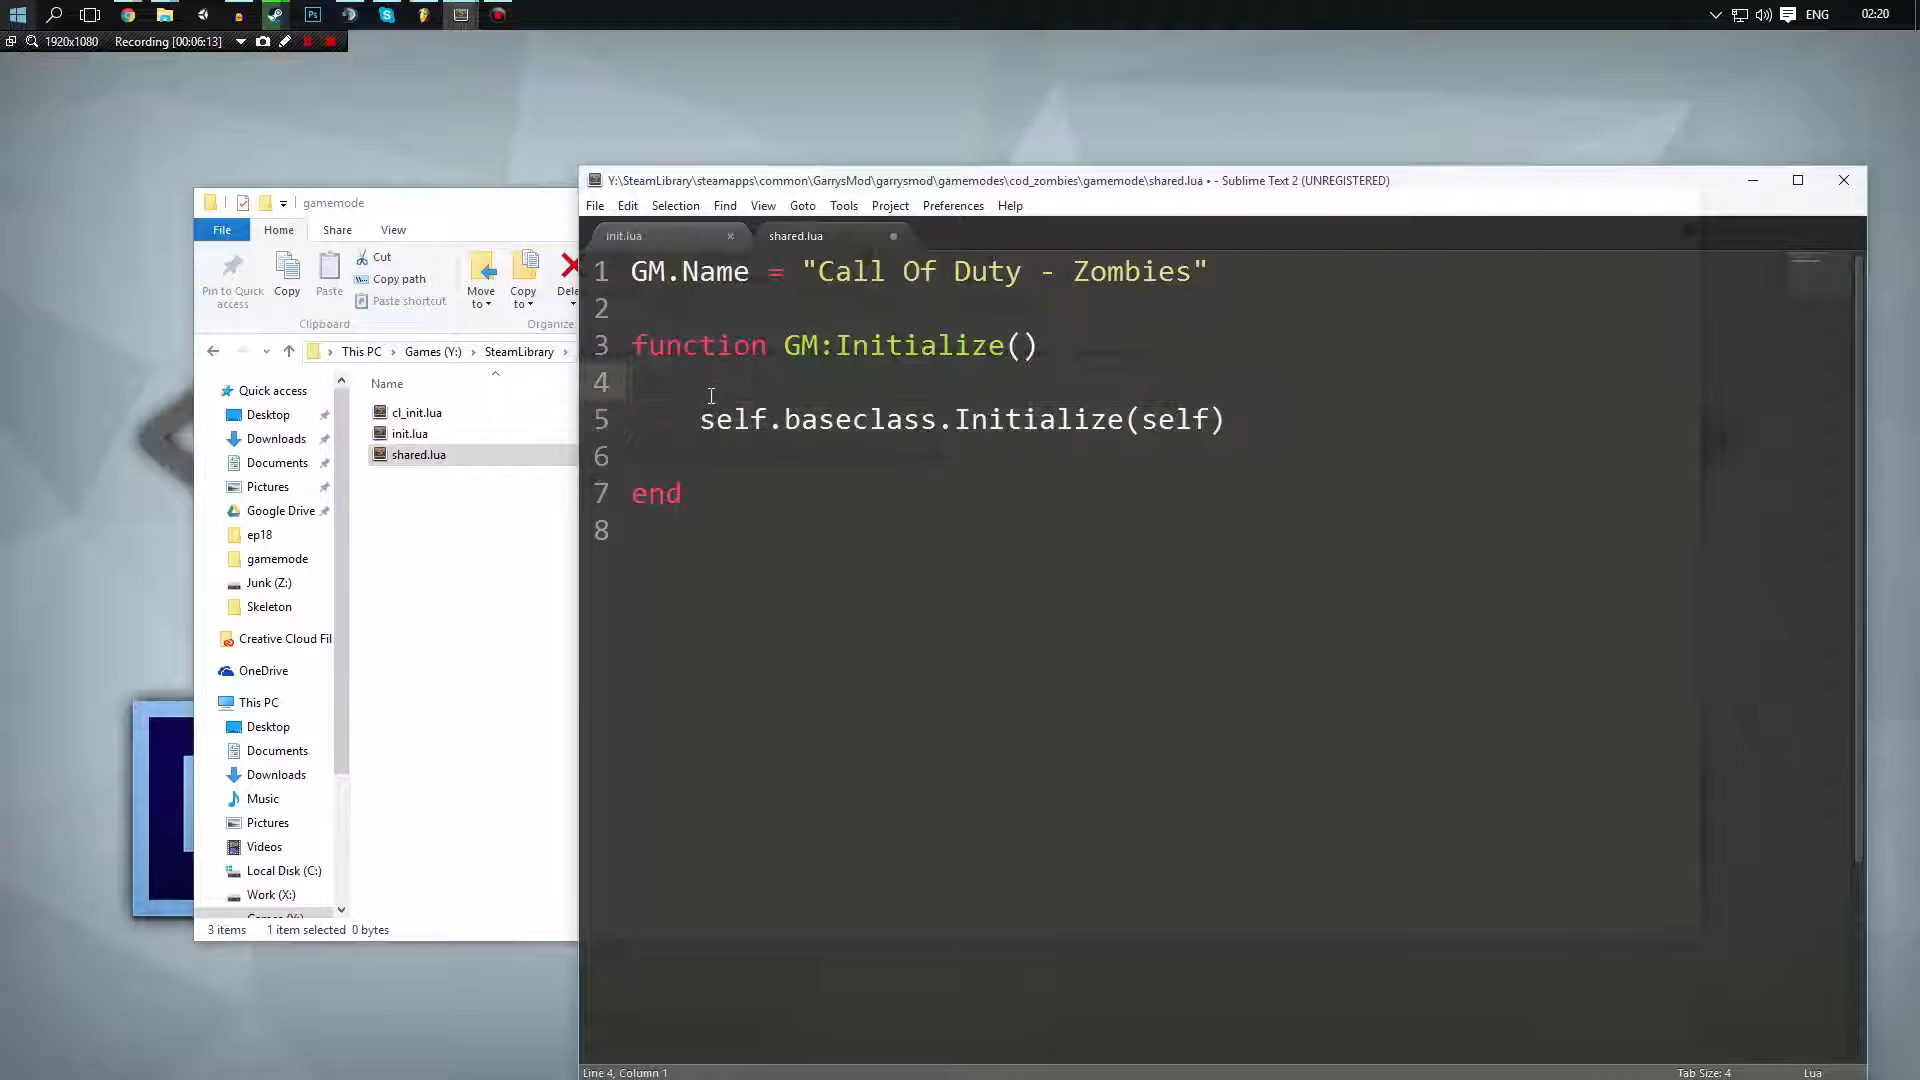 ENG
02:20
1920x1080 Recording [00:06:13]
Y:\SteamLibrary\steamapps\common\GarrysMod\garrysmod\gamemodes\cod_zombies\gamemode\shared.lua • - Sublime Text 2 (UNREGISTERED)
File Edit Selection Find View Goto Tools Project Preferences Help
init.lua
shared.lua
1 GM.Name = "Call Of Duty - Zombies"
2
3 function GM:Initialize()
4
5 self.baseclass.Initialize(self)
6
7 end
8
Line 4, Column 1
Tab Size: 4
Lua
gamemode
File Home Share View
Pin to Quick access
Copy
Paste
Cut
Copy path
Paste shortcut
Clipboard
Move to
Copy to
Dele
Organize
This PC
Games (Y:)
SteamLibrary
Quick access
Desktop
Downloads
Documents
Pictures
Google Drive
ep18
gamemode
Junk (Z:)
Skeleton
Creative Cloud Fil
OneDrive
This PC
Desktop
Documents
Downloads
Music
Pictures
Videos
Local Disk (C:)
Work (X:)
Name
cl_init.lua
init.lua
shared.lua
3 items 1 item selected 0 bytes
Ps